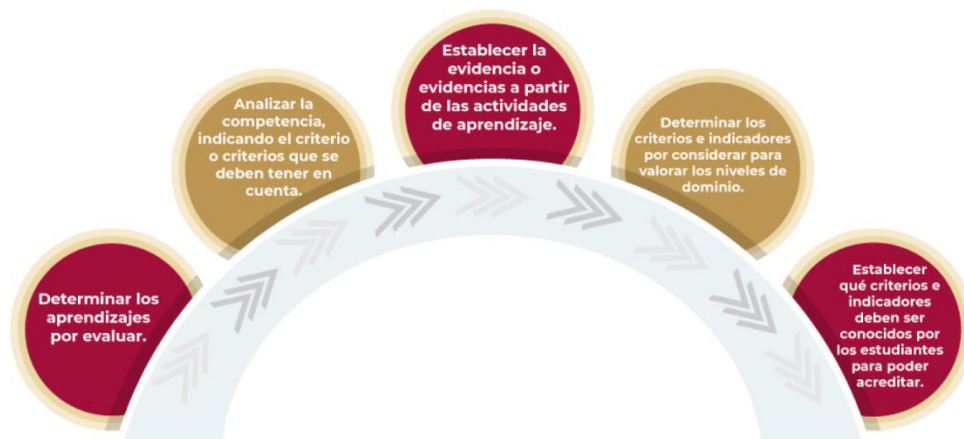 Determinar los
aprendizajes
por evaluar.
Analizar la
competencia,
indicando el criterio
o criterios que se
deben tener en
cuenta.
Establecer la
evidencia o
evidencias a partir
de las actividades
de aprendizaje.
Determinar los
criterios e indicadores
por considerar para
valorar los niveles de
dominio.
Establecer
qué criterios e
indicadores
deben ser
conocidos por
los estudiantes
para poder
acreditar.